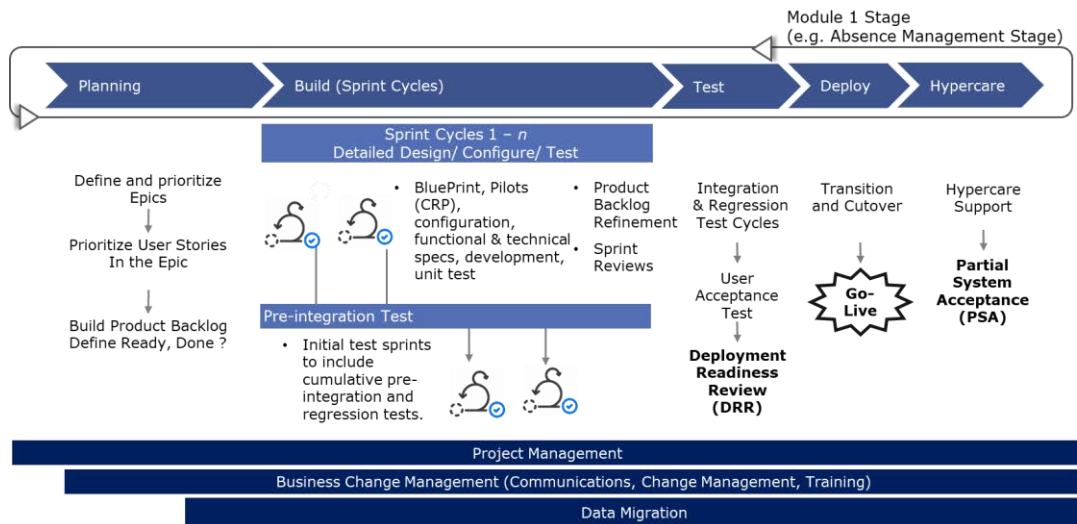 Module 1 Stage
(e.g. Absence Management Stage)
Planning
Build (Sprint Cycles)
Test
Deploy
Hypercare
Sprint Cycles 1 – n
Detailed Design/ Configure/ Test
Define and prioritize
Epics
Prioritize User Stories
In the Epic
Build Product Backlog
Define Ready, Done ?
• BluePrint, Pilots
(CRP),
configuration,
functional & technical
specs, development,
unit test
• Product
Backlog
Refinement
• Sprint
Reviews
Pre-integration Test
• Initial test sprints
to include
cumulative pre-
integration and
regression tests.
Integration
& Regression
Test Cycles
User
Acceptance
Test
Deployment
Readiness
Review
(DRR)
Transition
and Cutover
Go-
Live
Hypercare
Support
Partial
System
Acceptance
(PSA)
Project Management
Business Change Management (Communications, Change Management, Training)
Data Migration